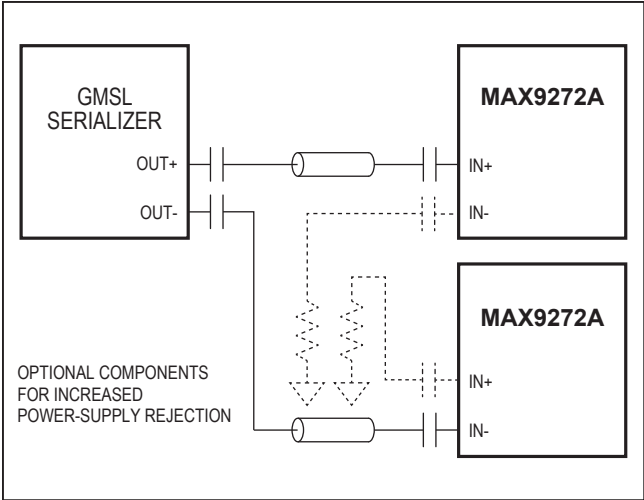 GMSL
SERIALIZER
OUT+
OUT-
MAX9272A
IN+
IN-
MAX9272A
IN+
IN-
OPTIONAL COMPONENTS
FOR INCREASED
POWER-SUPPLY REJECTION